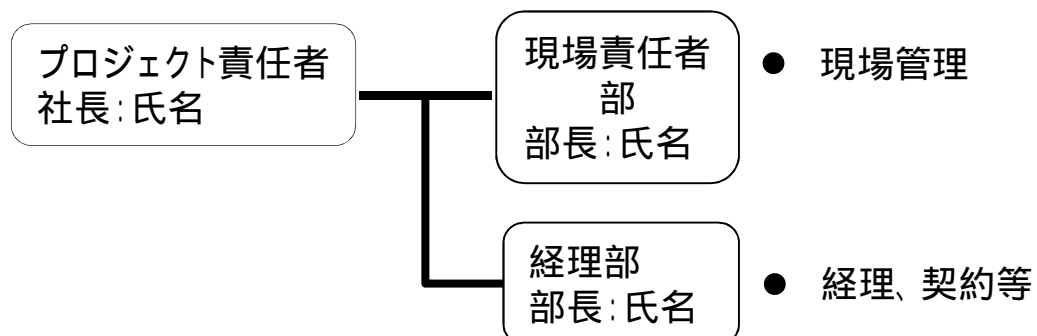 プロジェクト責任者
社長:氏名
現場責任者
部
部長:氏名
● 現場管理
経理部
部長:氏名
● 経理、契約等